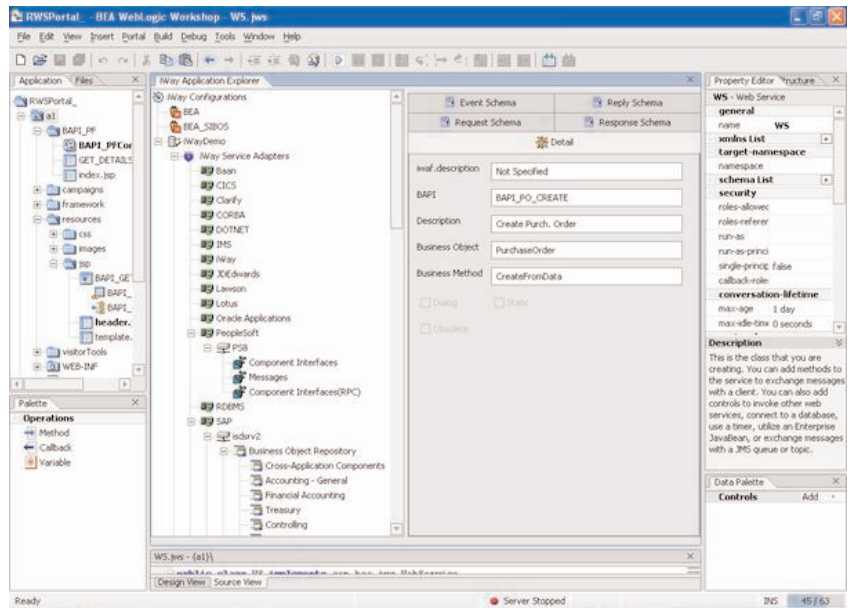 RWSPortal_ - BEA WebLogic Workshop - WS.jws
File Edit View Insert Portal Build Debug Tools Window Help
Application Files
RWSPortal_
a1
BAPI_PF
BAPI_PFCor
GET_DETAILS
index.jsp
campaigns
framework
resources
css
images
jsp
BAPI_GE
BAPI_
BAPI_
header.
template.
visitorTools
WEB-INF
Palette
Operations
Method
Callback
Variable
iWay Application Explorer
iWay Configurations
BEA
BEA_SIBOS
iWayDemo
iWay Service Adapters
Baan
CICS
Clarify
CORBA
DOTNET
IMS
iWay
JDEdwards
Lawson
Lotus
Oracle Applications
PeopleSoft
PS8
Component Interfaces
Messages
Component Interfaces(RPC)
RDBMS
SAP
isdsrv2
Business Object Repository
Cross-Application Components
Accounting - General
Financial Accounting
Treasury
Controlling
Event Schema Reply Schema
Request Schema Response Schema
Detail
iwaf.description Not Specified
BAPI BAPI_PO_CREATE
Description Create Purch. Order
Business Object PurchaseOrder
Business Method CreateFromData
Dialog Static
Obsolete
WS.jws - {a1}\
Design View Source View
Property Editor
WS - Web Service
general
name WS
xmlns List
target-namespace
namespace
schema List
security
roles-allowec
roles-referer
run-as
run-as-princi
single-princip false
callback-role
conversation-lifetime
max-age 1 day
max-idle-time 0 seconds
Description
This is the class that you are
creating. You can add methods to
the service to exchange messages
with a client. You can also add
controls to invoke other web
services, connect to a database,
use a timer, utilize an Enterprise
JavaBean, or exchange messages
with a JMS queue or topic.
Data Palette
Controls Add
Ready Server Stopped INS 45/63